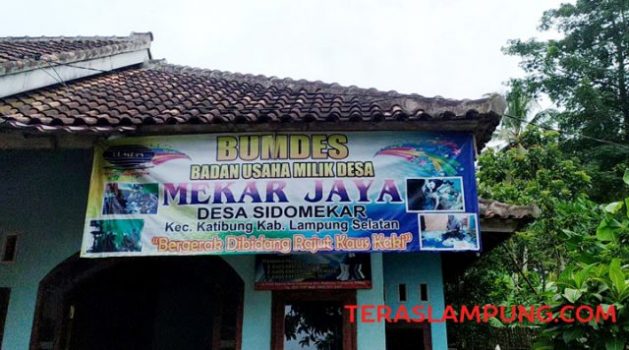 BUMDES
BADAN USAHA MILIK DESA
MEKAR JAYA
DESA SIDOMEKAR
Kec. Katibung Kab. Lampung Selatan
"Bergerak Dibidang Rajut Kaus Kaki"
TERASLAMPUNG.COM